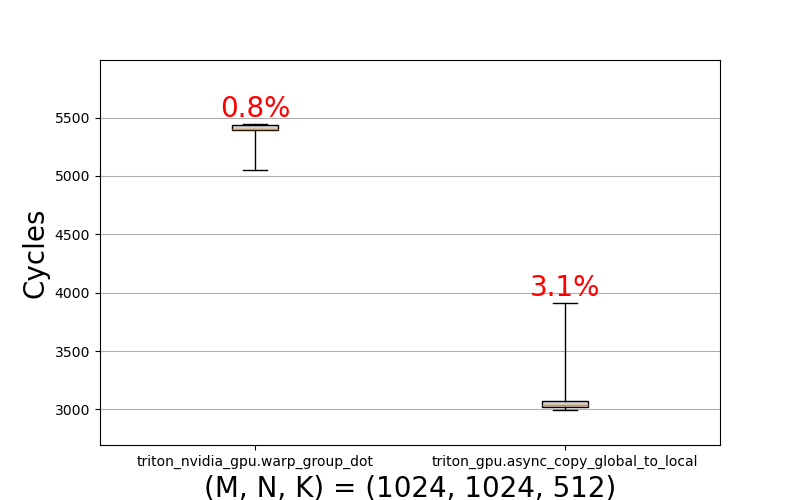 0.8%
3.1%
Cycles
5500
5000
4500
4000
3500
3000
triton_nvidia_gpu.warp_group_dot
triton_gpu.async_copy_global_to_local
(M, N, K) = (1024, 1024, 512)